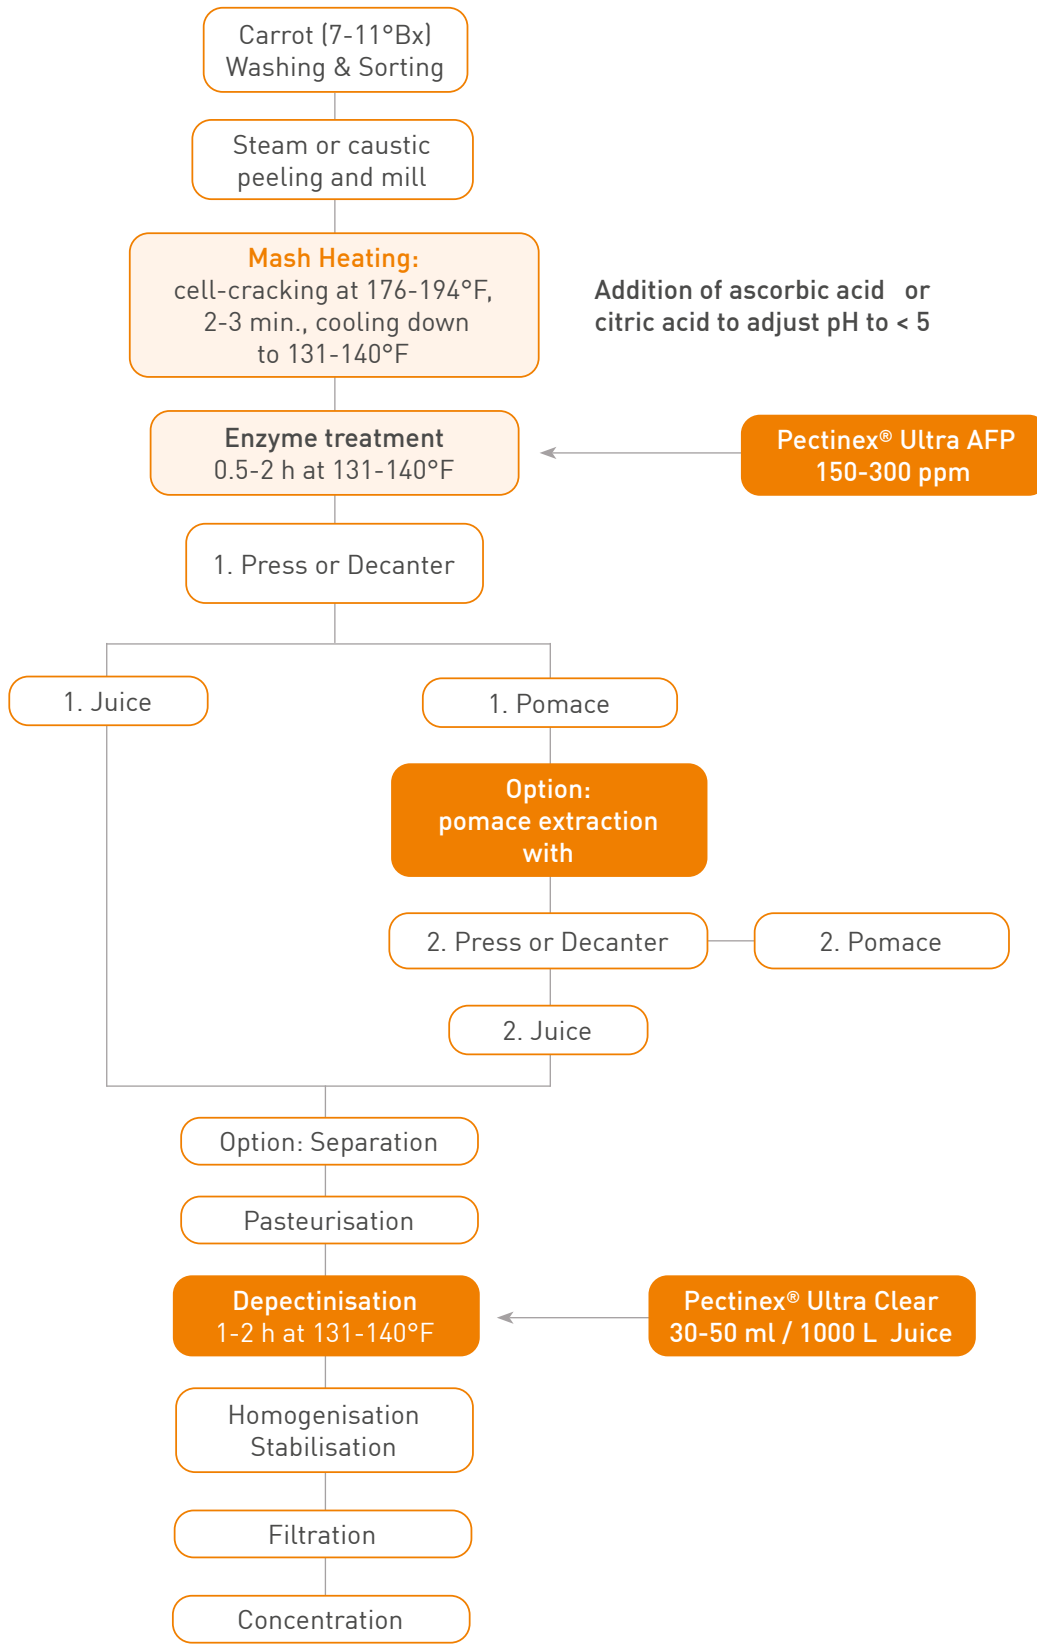 Carrot (7-11°Bx)
Washing & Sorting
Steam or caustic
peeling and mill
Mash Heating:
cell-cracking at 176-194°F,
2-3 min., cooling down
to 131-140°F
Addition of ascorbic acid or
citric acid to adjust pH to < 5
Enzyme treatment
0.5-2 h at 131-140°F
Pectinex® Ultra AFP
150-300 ppm
1. Press or Decanter
1. Juice
1. Pomace
Option:
pomace extraction
with
2. Press or Decanter
2. Pomace
2. Juice
Option: Separation
Pasteurisation
Depectinisation
1-2 h at 131-140°F
Pectinex® Ultra Clear
30-50 ml / 1000 L Juice
Homogenisation
Stabilisation
Filtration
Concentration